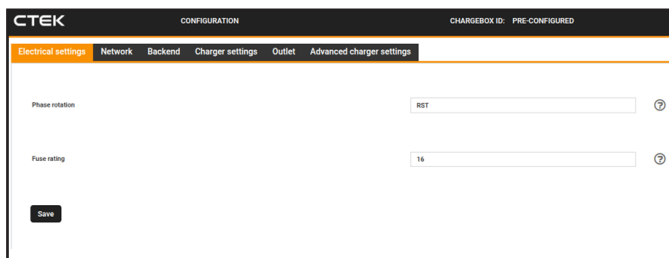 CTEK CONFIGURATION CHARGEBOX ID: PRE-CONFIGURED
Electrical settings Network Backend Charger settings Outlet Advanced charger settings
Phase rotation RST ?
Fuse rating 16 ?
Save